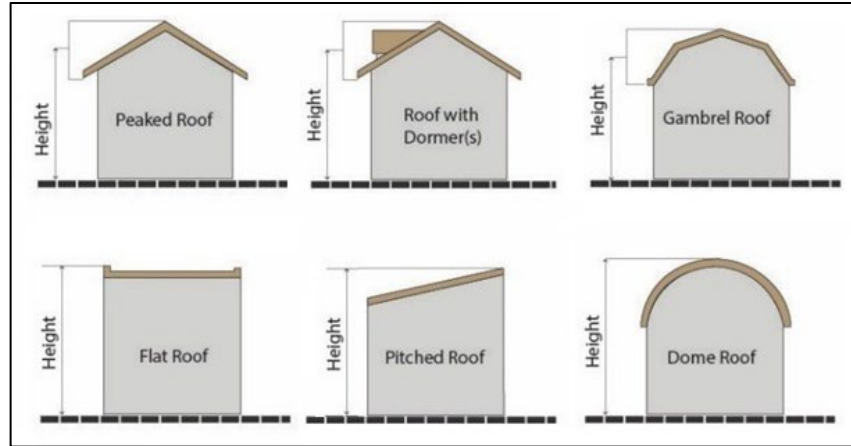 Height
Peaked Roof
Height
Roof with
Dormer(s)
Height
Gambrel Roof
Height
Flat Roof
Height
Pitched Roof
Height
Dome Roof